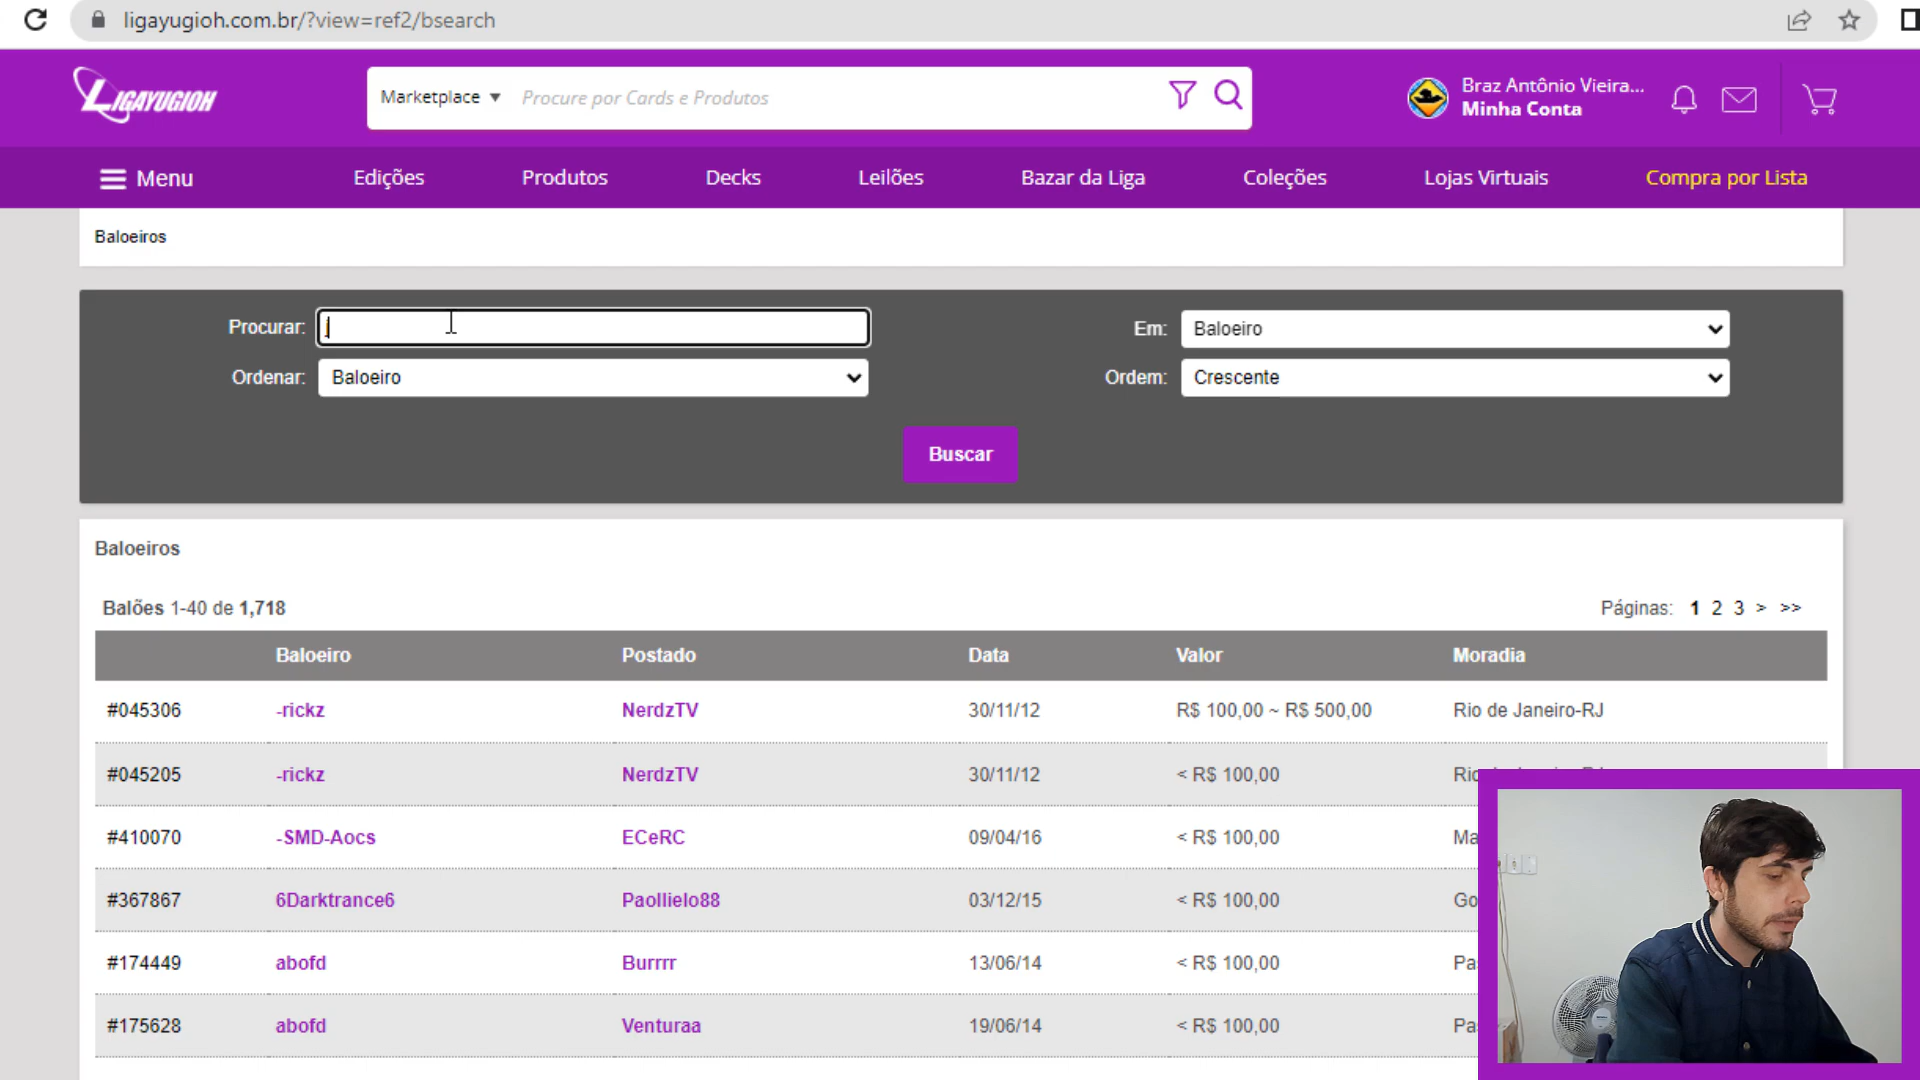 ligayugioh.com.br/?view=ref2/bsearch
LIGAYUGIOH
Marketplace ▼ Procure por Cards e Produtos
Braz Antônio Vieira...
Minha Conta
Menu Edições Produtos Decks Leilões Bazar da Liga Coleções Lojas Virtuais Compra por Lista
Baloeiros
Procurar: j Em: Baloeiro
Ordenar: Baloeiro Ordem: Crescente
Buscar
Baloeiros
Balões 1-40 de 1,718 Páginas: 1 2 3 > >>
Baloeiro Postado Data Valor Moradia
#045306 -rickz NerdzTV 30/11/12 R$ 100,00 ~ R$ 500,00 Rio de Janeiro-RJ
#045205 -rickz NerdzTV 30/11/12 < R$ 100,00
#410070 -SMD-Aocs ECeRC 09/04/16 < R$ 100,00 Ma
#367867 6Darktrance6 Paollielo88 03/12/15 < R$ 100,00 Go
#174449 abofd Burrrr 13/06/14 < R$ 100,00 Pa
#175628 abofd Venturaa 19/06/14 < R$ 100,00 Pa